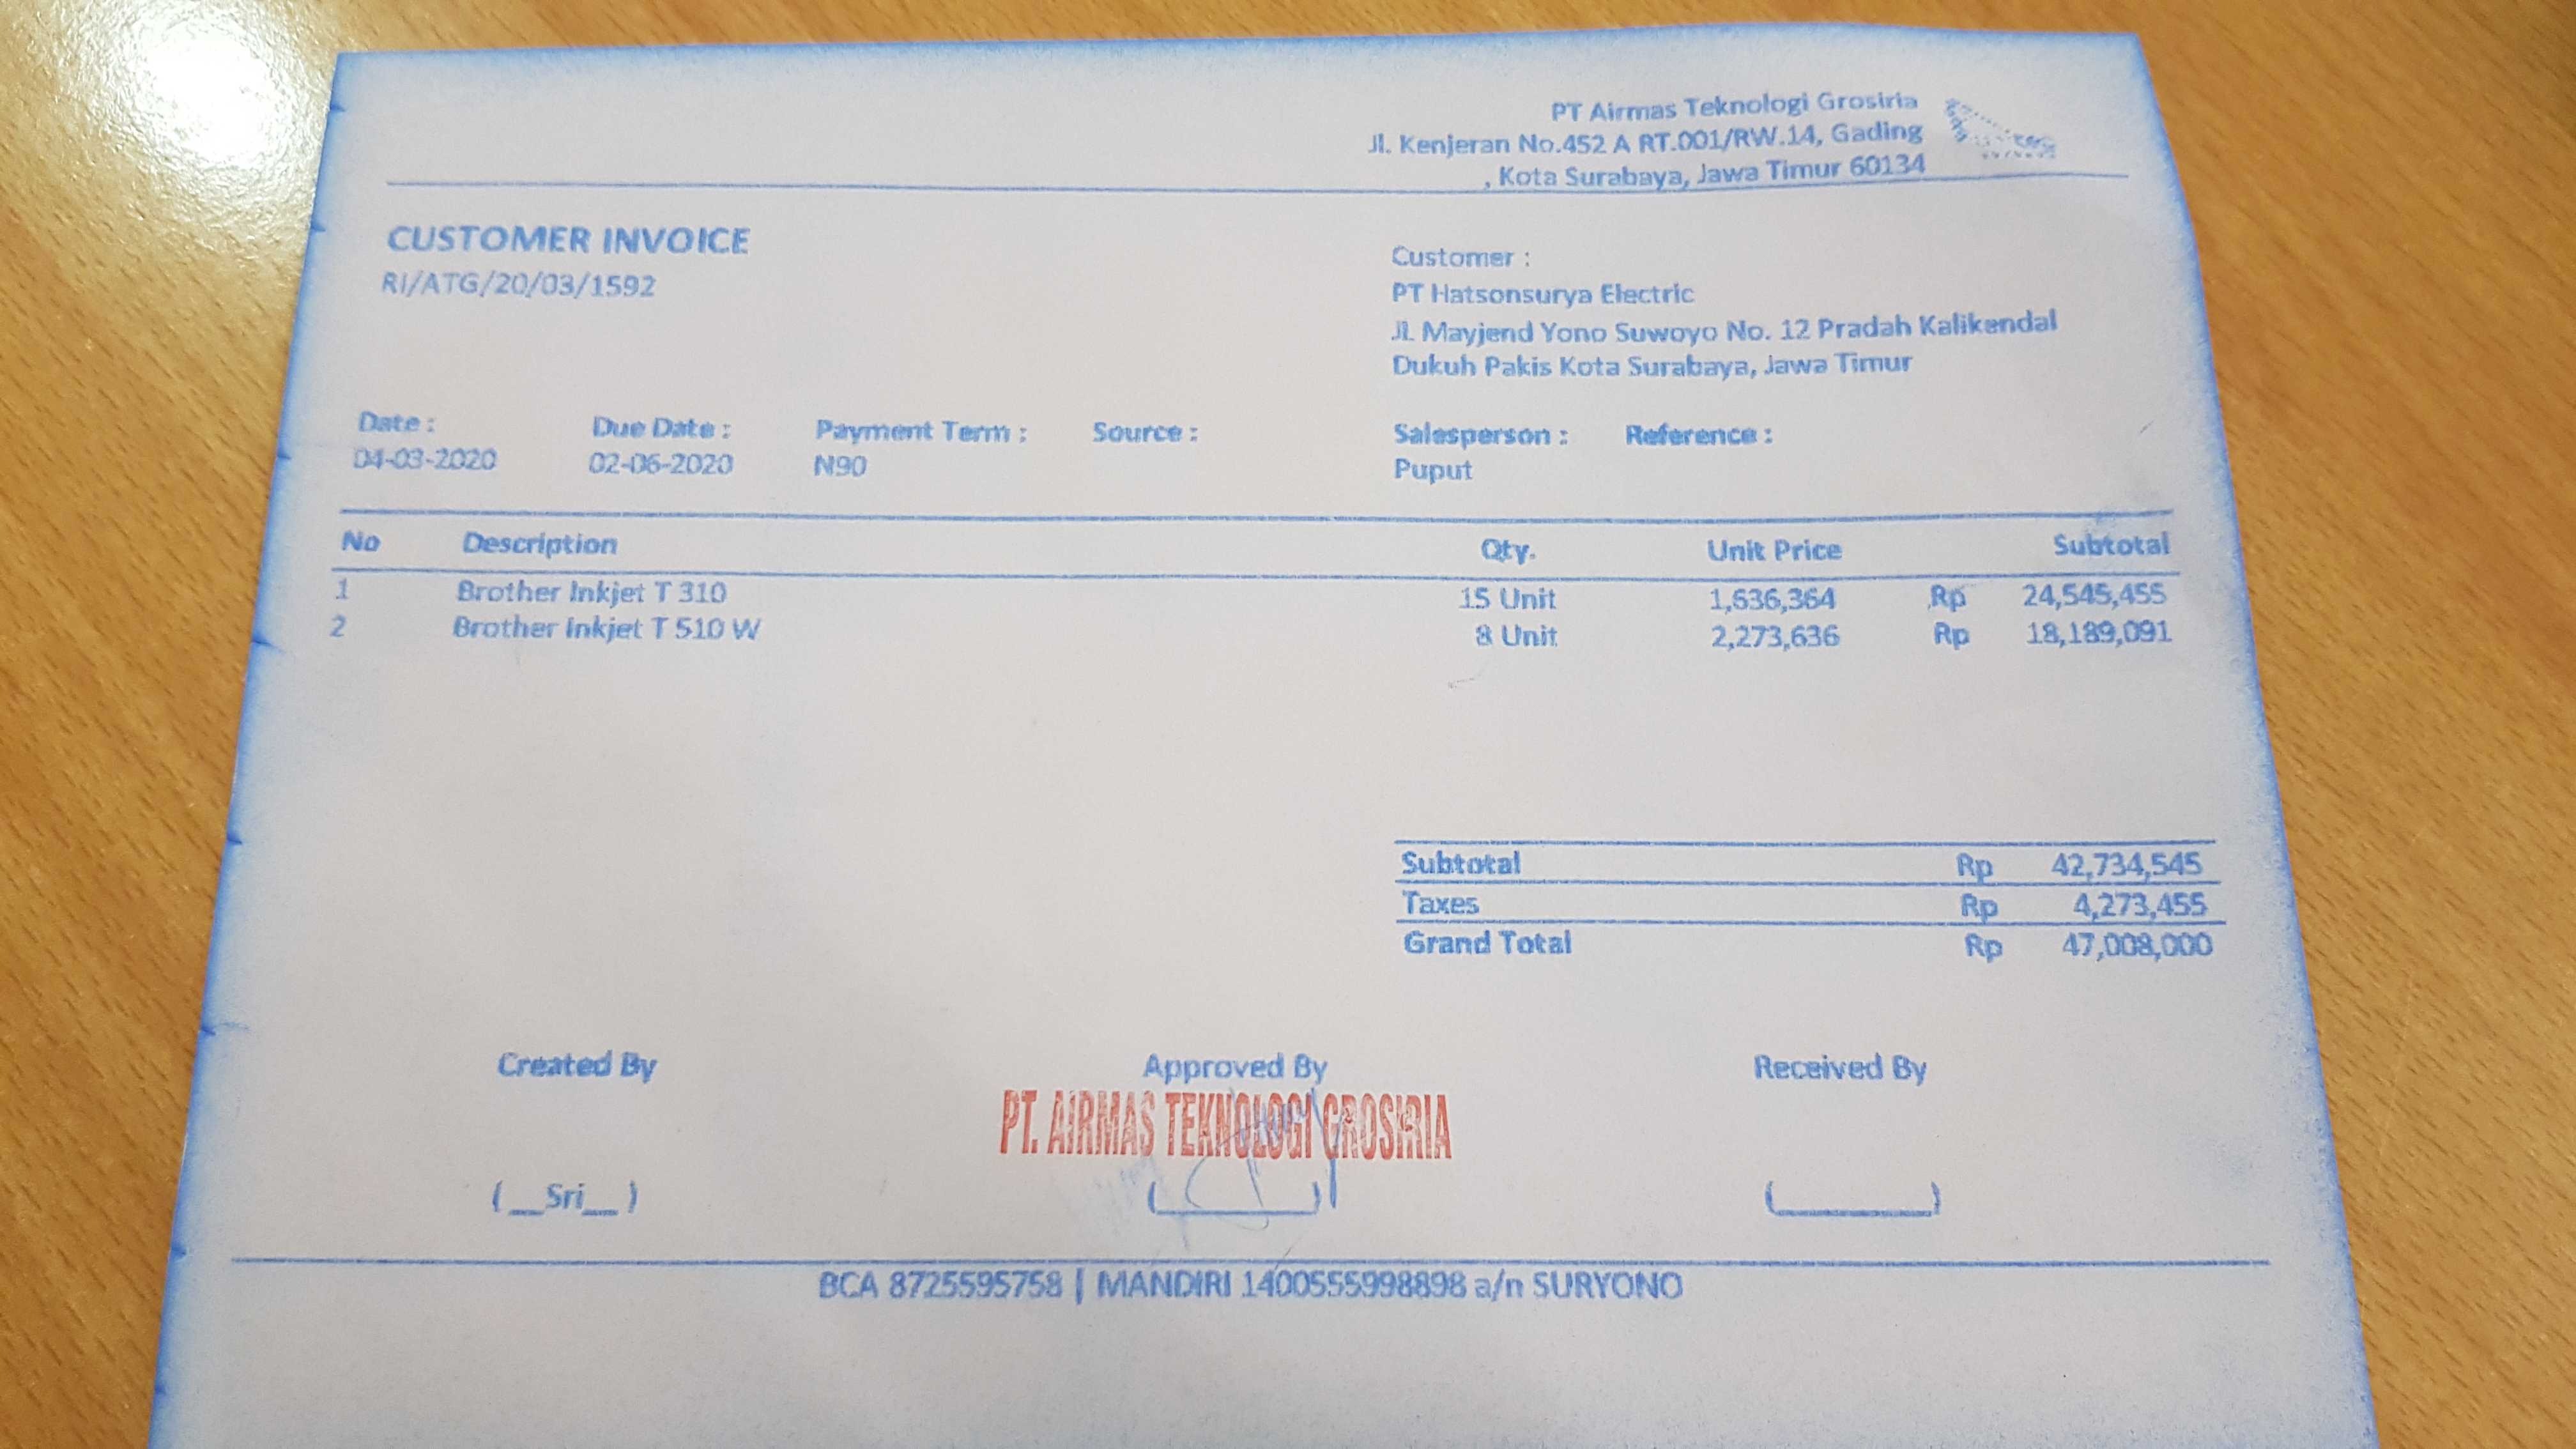 PT Airmas Teknologi Grosiria
Jl. Kenjeran No.452 A RT.001/RW.14, Gading
, Kota Surabaya, Jawa Timur 60134
CUSTOMER INVOICE
RI/ATG/20/03/1592
Customer :
PT Hatsonsurya Electric
Jl. Mayjend Yono Suwoyo No. 12 Pradah Kalikendal
Dukuh Pakis Kota Surabaya, Jawa Timur
Date : Due Date : Payment Term : Source : Salesperson : Reference :
04-03-2020 02-06-2020 N90 Puput
No Description Qty. Unit Price Subtotal
1 Brother Inkjet T 310 15 Unit 1,636,364 Rp 24,545,455
2 Brother Inkjet T 510 W 8 Unit 2,273,636 Rp 18,189,091
Subtotal Rp 42,734,545
Taxes Rp 4,273,455
Grand Total Rp 47,008,000
Created By Approved By Received By
PT. AIRMAS TEKNOLOGI GROSIRIA
(__Sri__) (_______) (_______)
BCA 8725595758 | MANDIRI 1400555998898 a/n SURYONO